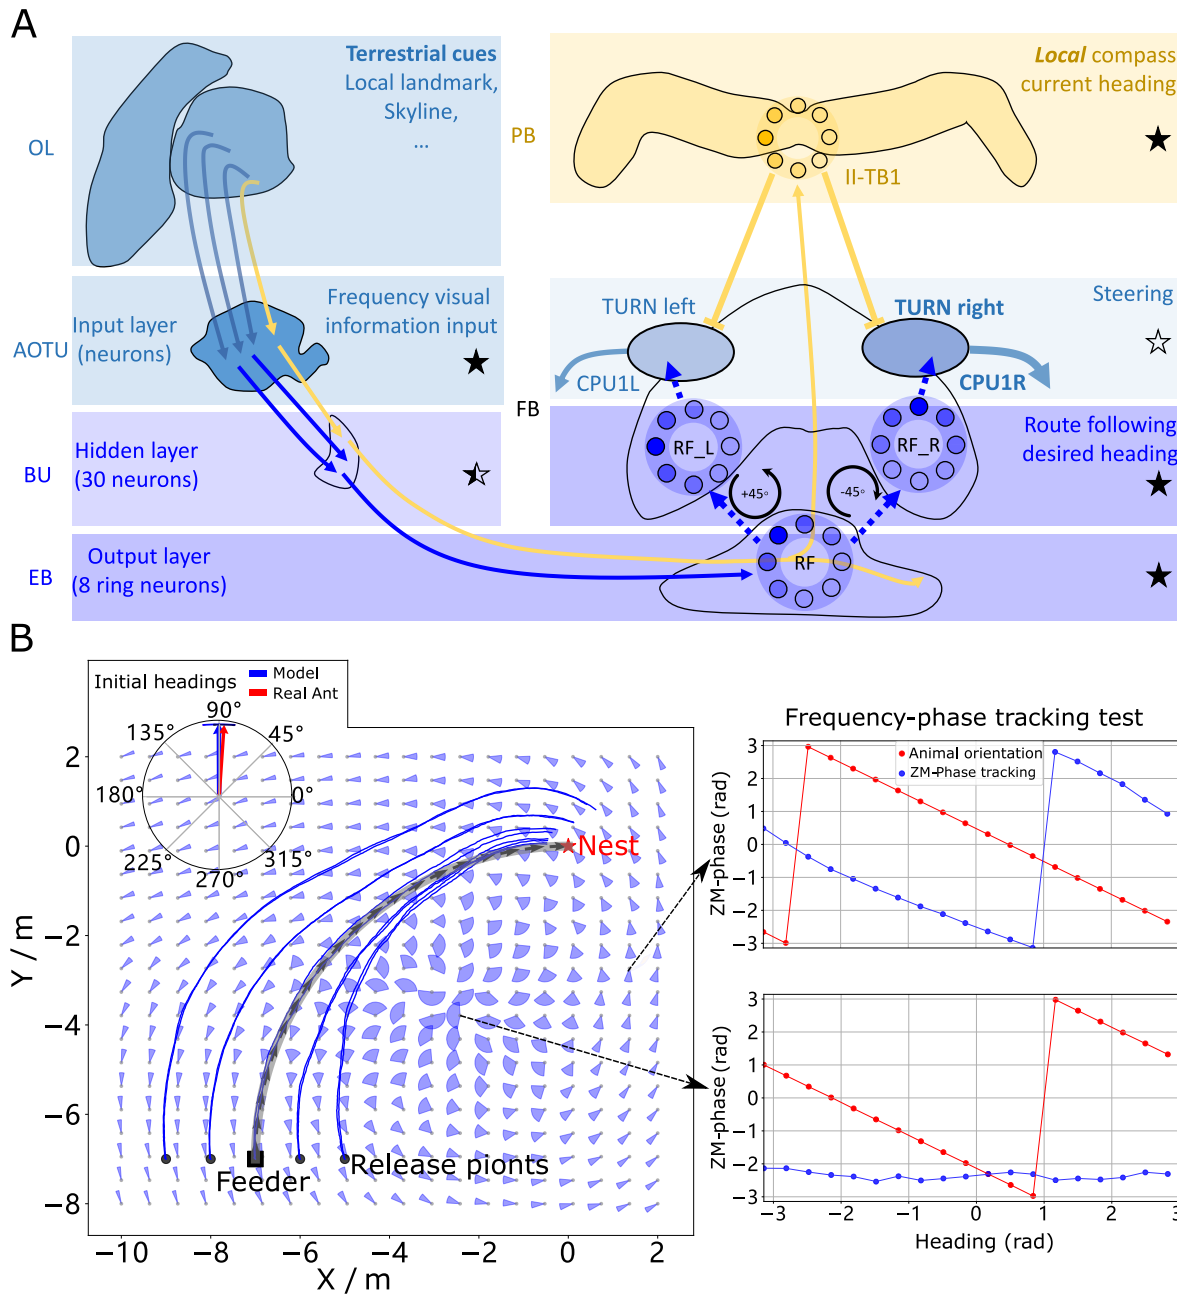 A
Terrestrial cues
Local landmark,
Skyline,
...
OL
Local compass
current heading
PB
II-TB1
Frequency visual
information input
Input layer
(neurons)
AOTU
TURN left
TURN right
Steering
CPU1L
CPU1R
FB
Hidden layer
(30 neurons)
BU
RF_L
RF_R
Route following
desired heading
+45°
-45°
Output layer
(8 ring neurons)
EB
RF
B
Initial headings
Model
Real Ant
90°
135°
45°
180°
0°
225°
315°
270°
Nest
Feeder
Release pionts
2
0
−2
−4
−6
−8
Y / m
−10
−8
−6
−4
−2
0
2
X / m
Frequency-phase tracking test
Animal orientation
ZM-Phase tracking
3
2
1
0
−1
−2
−3
ZM-phase (rad)
3
2
1
0
−1
−2
−3
ZM-phase (rad)
−3
−2
−1
0
1
2
3
Heading (rad)